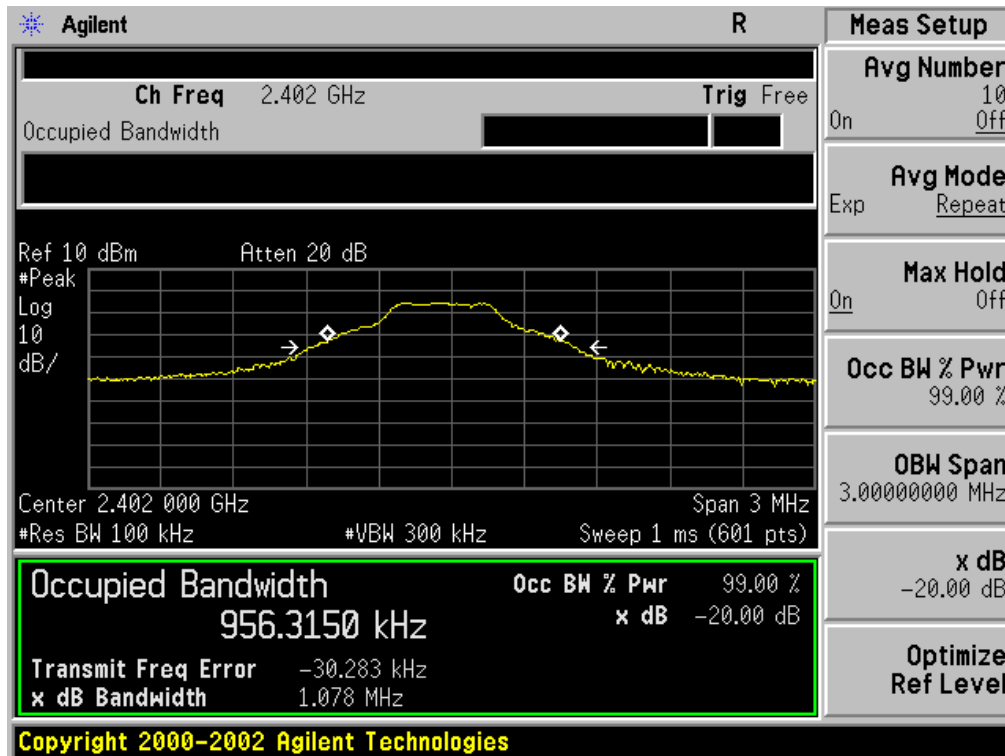 Agilent R
Ch Freq 2.402 GHz Trig Free
Occupied Bandwidth
Ref 10 dBm Atten 20 dB
#Peak
Log
10
dB/
Center 2.402 000 GHz Span 3 MHz
#Res BW 100 kHz #VBW 300 kHz Sweep 1 ms (601 pts)
Occupied Bandwidth Occ BW % Pwr 99.00 %
956.3150 kHz x dB -20.00 dB
Transmit Freq Error -30.283 kHz
x dB Bandwidth 1.078 MHz
Copyright 2000-2002 Agilent Technologies
Meas Setup
Avg Number
10
On Off
Avg Mode
Exp Repeat
Max Hold
On Off
Occ BW % Pwr
99.00 %
OBW Span
3.00000000 MHz
x dB
-20.00 dB
Optimize
Ref Level